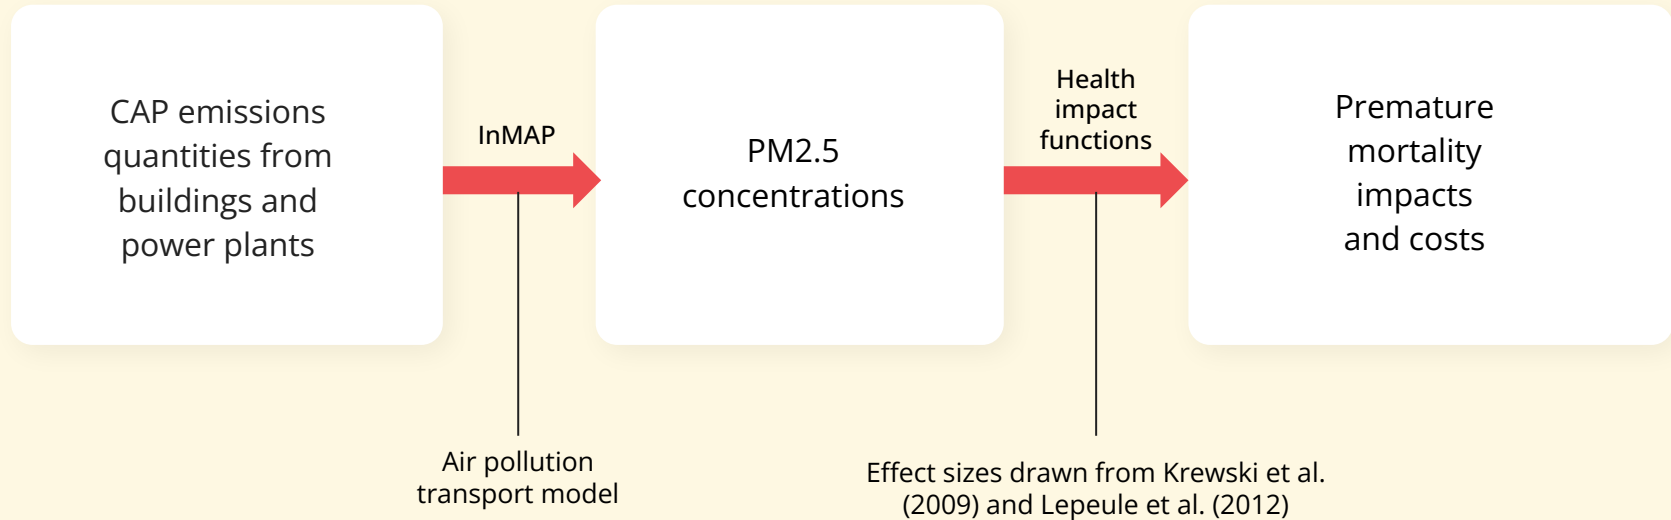 CAP emissions
quantities from
buildings and
power plants
InMAP
Air pollution
transport model
PM2.5
concentrations
Health
impact
functions
Effect sizes drawn from Krewski et al.
(2009) and Lepeule et al. (2012)
Premature
mortality
impacts
and costs